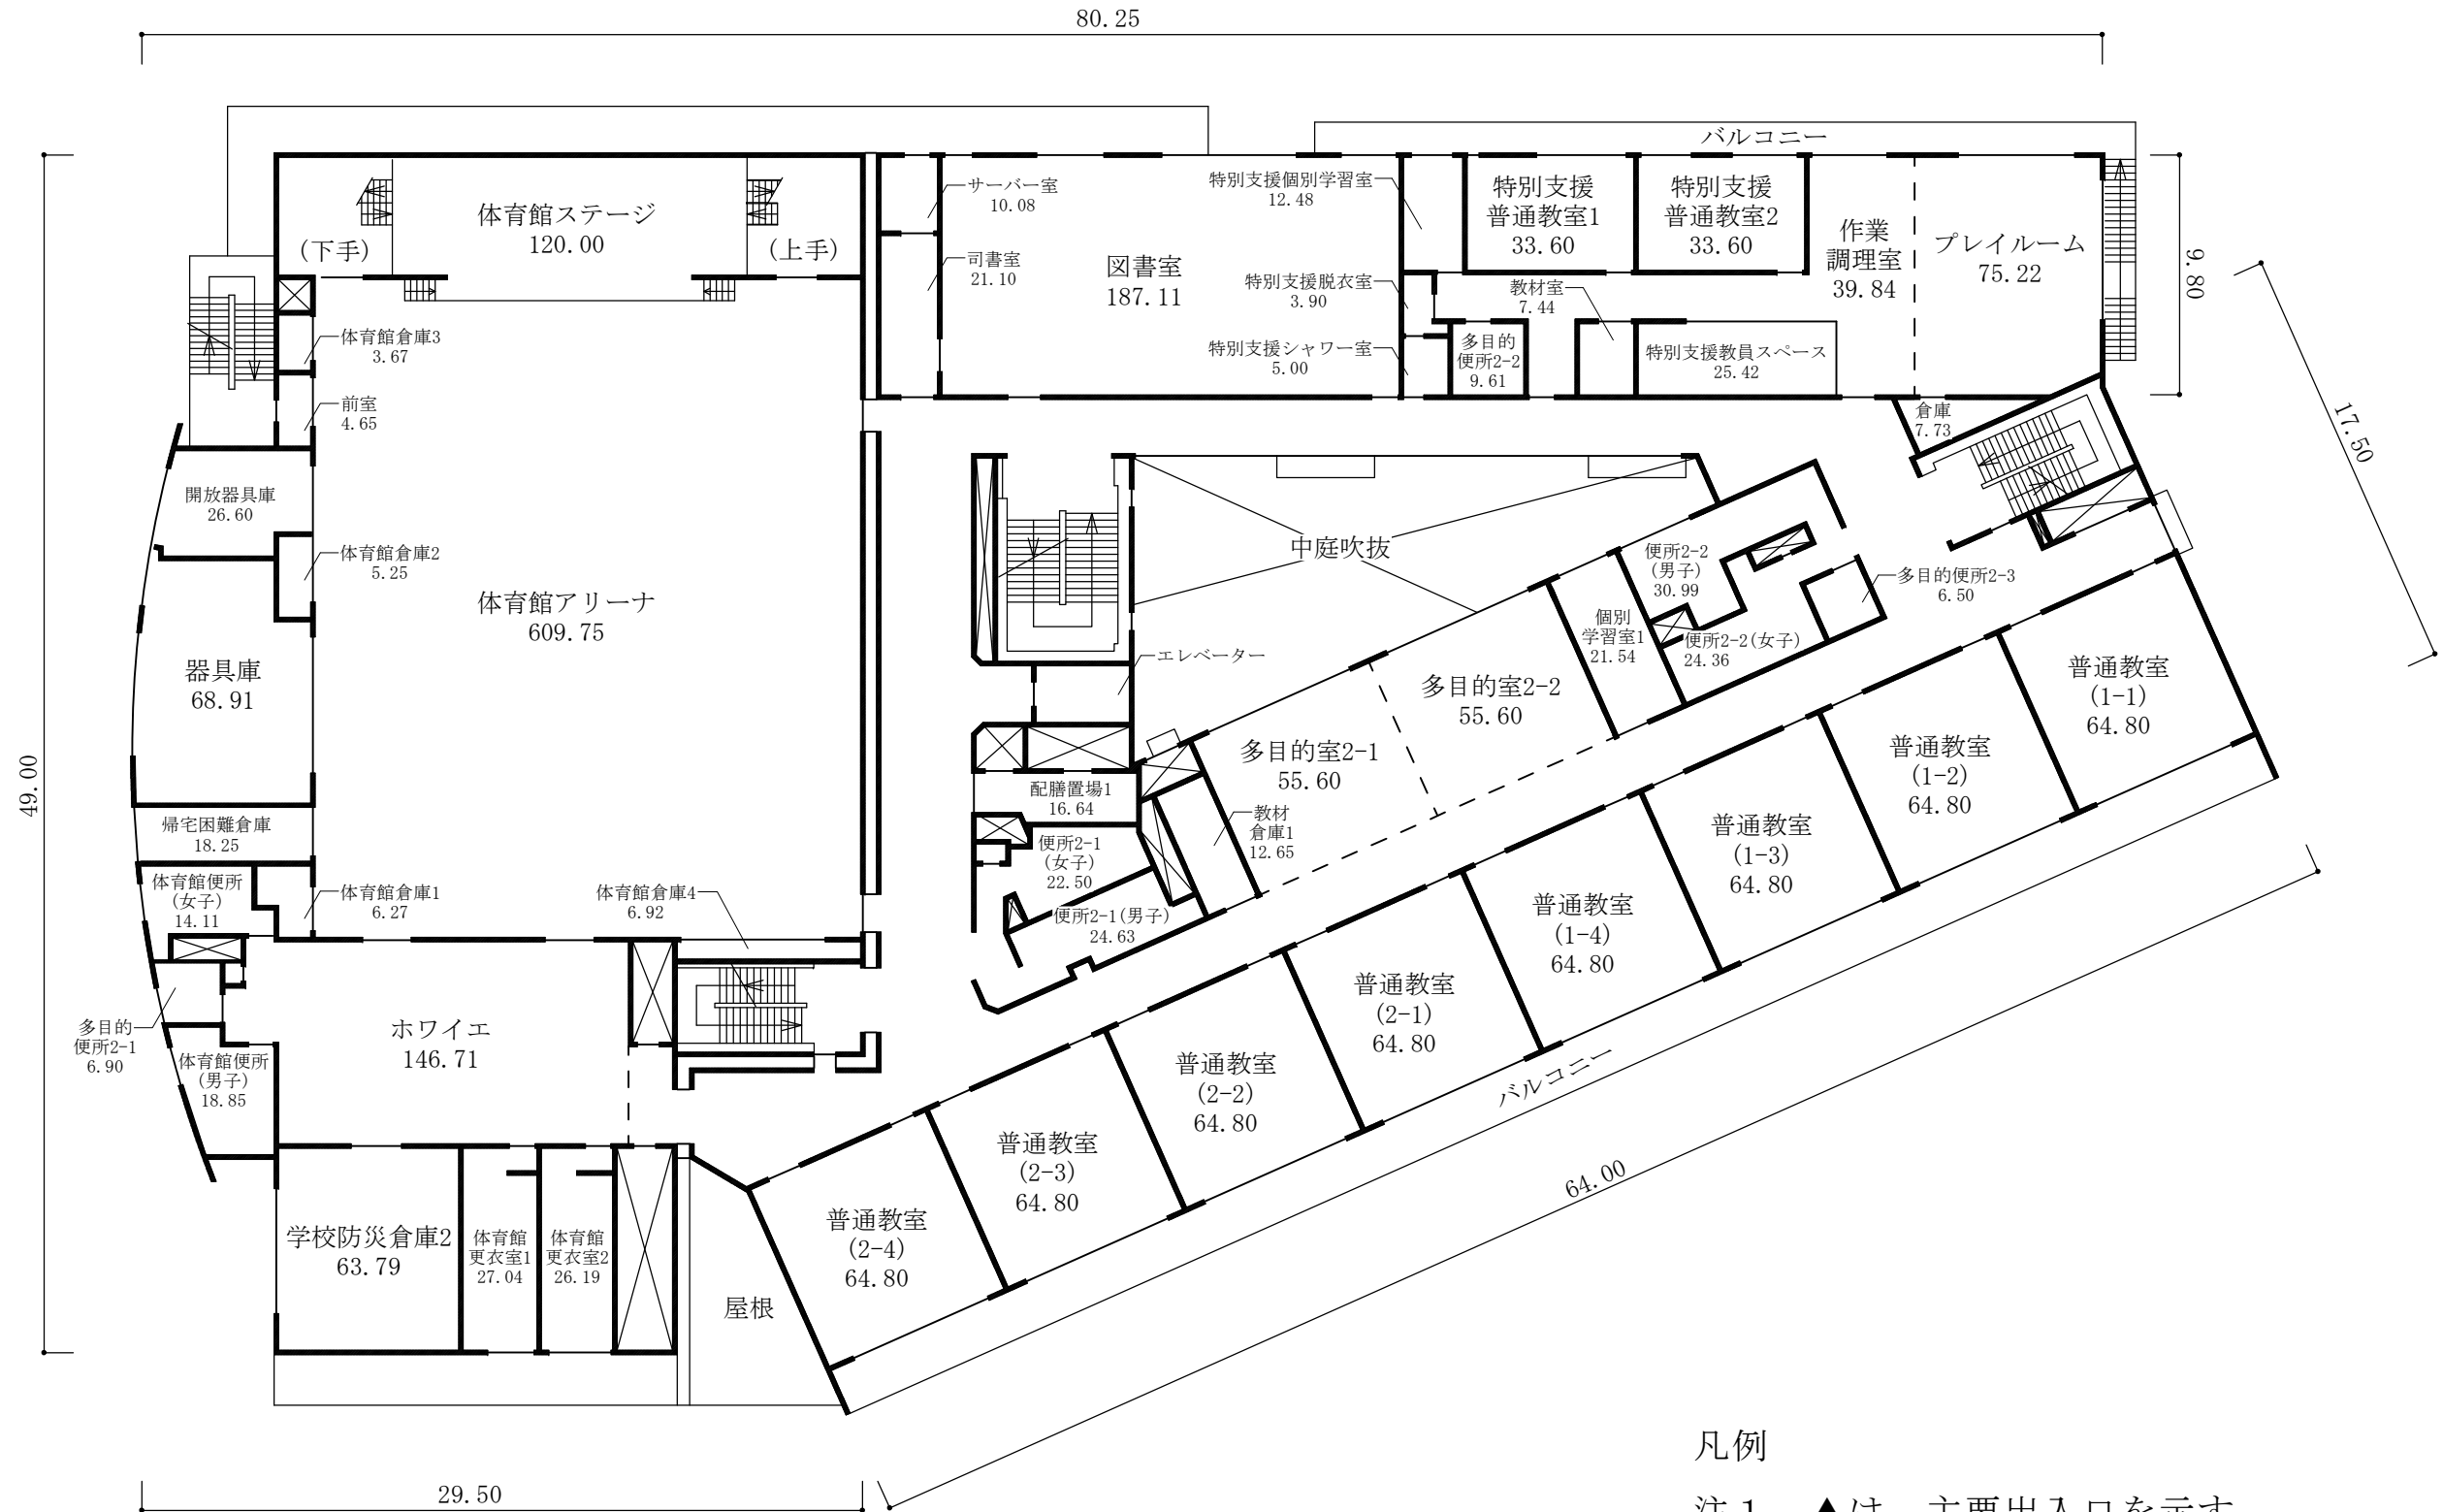 80.25
バルコニー
サーバー室
10.08
特別支援個別学習室
12.48
特別支援
普通教室1
33.60
特別支援
普通教室2
33.60
体育館ステージ
120.00
(下手)
(上手)
作業
調理室
39.84
プレイルーム
75.22
9.80
司書室
21.10
図書室
187.11
特別支援脱衣室
3.90
教材室
7.44
体育館倉庫3
3.67
特別支援シャワー室
5.00
多目的
便所2-2
9.61
特別支援教員スペース
25.42
前室
4.65
倉庫
7.73
17.50
開放器具庫
26.60
体育館倉庫2
5.25
中庭吹抜
便所2-2
(男子)
30.99
多目的便所2-3
6.50
体育館アリーナ
609.75
個別
学習室1
21.54
便所2-2(女子)
24.36
エレベーター
器具庫
68.91
多目的室2-2
55.60
普通教室
(1-1)
64.80
多目的室2-1
55.60
普通教室
(1-2)
64.80
49.00
配膳置場1
16.64
教材
倉庫1
12.65
普通教室
(1-3)
64.80
帰宅困難倉庫
18.25
便所2-1
(女子)
22.50
体育館便所
(女子)
14.11
体育館倉庫1
6.27
体育館倉庫4
6.92
便所2-1(男子)
24.63
普通教室
(1-4)
64.80
普通教室
(2-1)
64.80
多目的
便所2-1
6.90
ホワイエ
146.71
体育館便所
(男子)
18.85
普通教室
(2-2)
64.80
バルコニー
普通教室
(2-3)
64.80
64.00
学校防災倉庫2
63.79
体育館
更衣室1
27.04
体育館
更衣室2
26.19
普通教室
(2-4)
64.80
屋根
凡例
29.50
注1 ▲は、主要出入口を示す